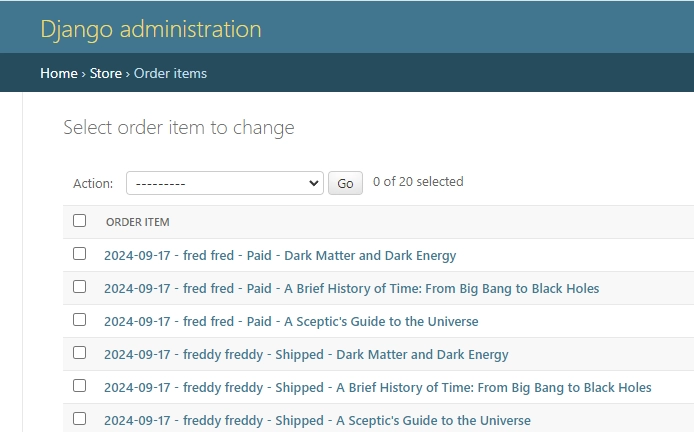 Django administration
Home › Store › Order items
Select order item to change
Action: --------- Go 0 of 20 selected
ORDER ITEM
2024-09-17 - fred fred - Paid - Dark Matter and Dark Energy
2024-09-17 - fred fred - Paid - A Brief History of Time: From Big Bang to Black Holes
2024-09-17 - fred fred - Paid - A Sceptic's Guide to the Universe
2024-09-17 - freddy freddy - Shipped - Dark Matter and Dark Energy
2024-09-17 - freddy freddy - Shipped - A Brief History of Time: From Big Bang to Black Holes
2024-09-17 - freddy freddy - Shipped - A Sceptic's Guide to the Universe